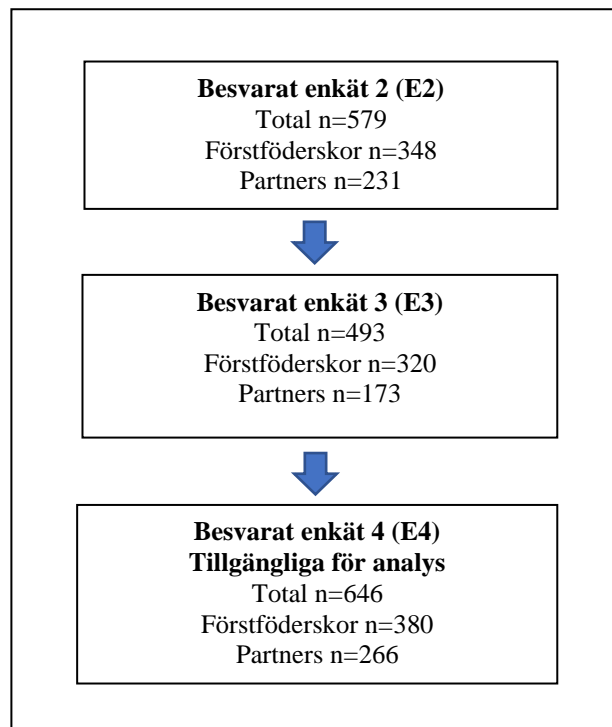 Besvarat enkät 2 (E2)
Total n=579
Förstföderskor n=348
Partners n=231
Besvarat enkät 3 (E3)
Total n=493
Förstföderskor n=320
Partners n=173
Besvarat enkät 4 (E4)
Tillgängliga för analys
Total n=646
Förstföderskor n=380
Partners n=266